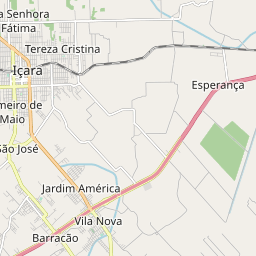 a Senhora
Fátima
Tereza Cristina
Içara
Esperança
meiro de
Maio
São José
Jardim América
Vila Nova
Barracão